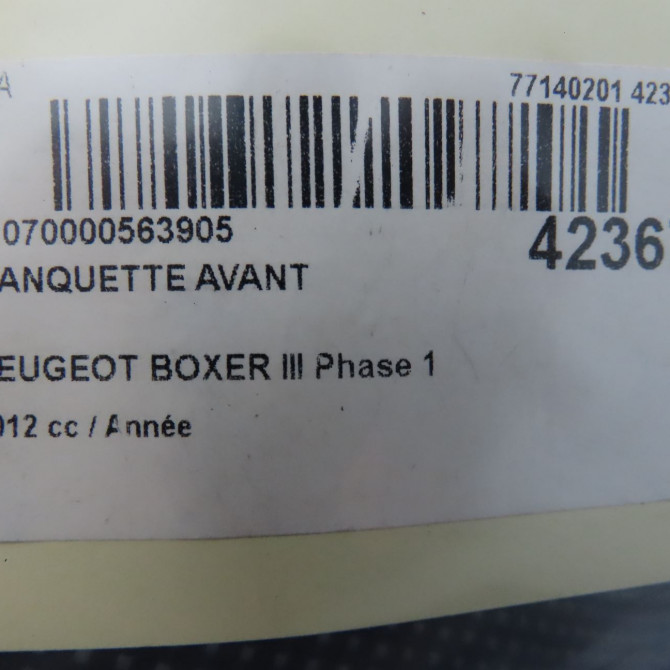 A 77140201 423
070000563905 4236
ANQUETTE AVANT
EUGEOT BOXER III Phase 1
012 cc / Année